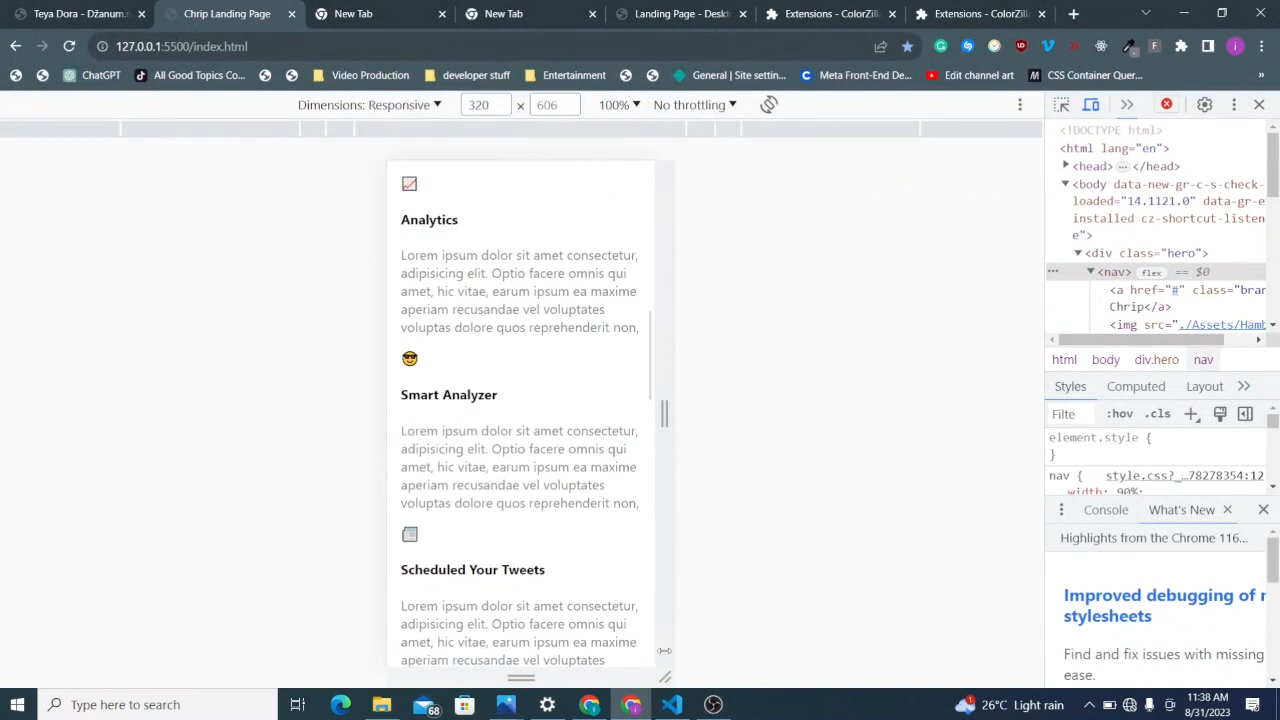 Teya Dora - Džanum.m
Chrip Landing Page
New Tab
New Tab
Landing Page - Deskt
Extensions - ColorZilla
Extensions - ColorZilla
127.0.0.1:5500/index.html
ChatGPT
All Good Topics Co...
Video Production
developer stuff
Entertainment
General | Site settin...
Meta Front-End De...
Edit channel art
CSS Container Quer...
»
Dimensions: Responsive
320 × 606
100%
No throttling
Analytics
Lorem ipsum dolor sit amet consectetur,
adipisicing elit. Optio facere omnis qui
amet, hic vitae, earum ipsum ea maxime
aperiam recusandae vel voluptates
voluptas dolore quos reprehenderit non,
Smart Analyzer
Lorem ipsum dolor sit amet consectetur,
adipisicing elit. Optio facere omnis qui
amet, hic vitae, earum ipsum ea maxime
aperiam recusandae vel voluptates
voluptas dolore quos reprehenderit non,
Scheduled Your Tweets
Lorem ipsum dolor sit amet consectetur,
adipisicing elit. Optio facere omnis qui
amet, hic vitae, earum ipsum ea maxime
aperiam recusandae vel voluptates
<!DOCTYPE html>
<html lang="en">
<head> ... </head>
<body data-new-gr-c-s-check-
loaded="14.1121.0" data-gr-e
installed cz-shortcut-listen
e">
<div class="hero">
<nav> flex == $0
<a href="#" class="bran
Chrip</a>
<img src="./Assets/Hamb
html body div.hero nav
Styles Computed Layout
Filte :hov .cls
element.style {
}
nav { style.css?_…78278354:12
width: 90%;
Console What's New
Highlights from the Chrome 116...
Improved debugging of m
stylesheets
Find and fix issues with missing
ease.
Type here to search
68
1
26°C Light rain
11:38 AM
8/31/2023